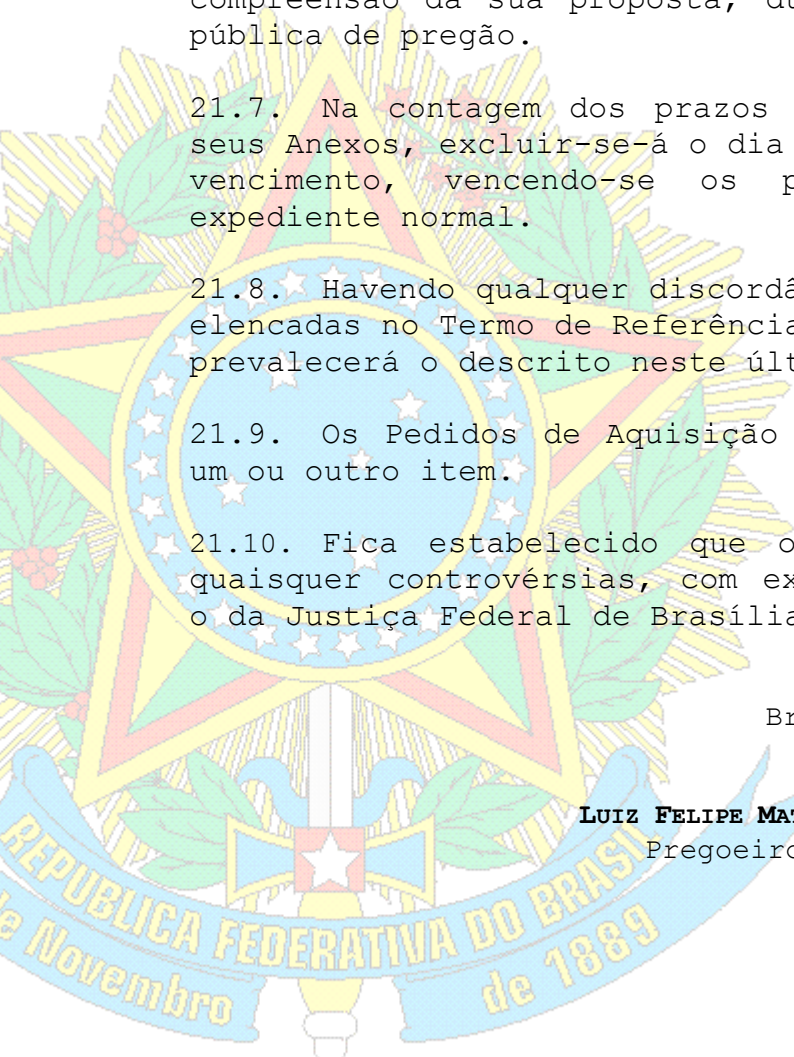 compreensão da sua proposta, du
pública de pregão.
21.7. Na contagem dos prazos
seus Anexos, excluir-se-á o dia
vencimento, vencendo-se os p
expediente normal.
21.8. Havendo qualquer discordâ
elencadas no Termo de Referência
prevalecerá o descrito neste últ
21.9. Os Pedidos de Aquisição
um ou outro item.
21.10. Fica estabelecido que o
quaisquer controvérsias, com ex
o da Justiça Federal de Brasília
Br
LUIZ FELIPE MAT
Pregoeiro
REPUBLICA FEDERATIVA DO BRASIL
de Novembro de 1889